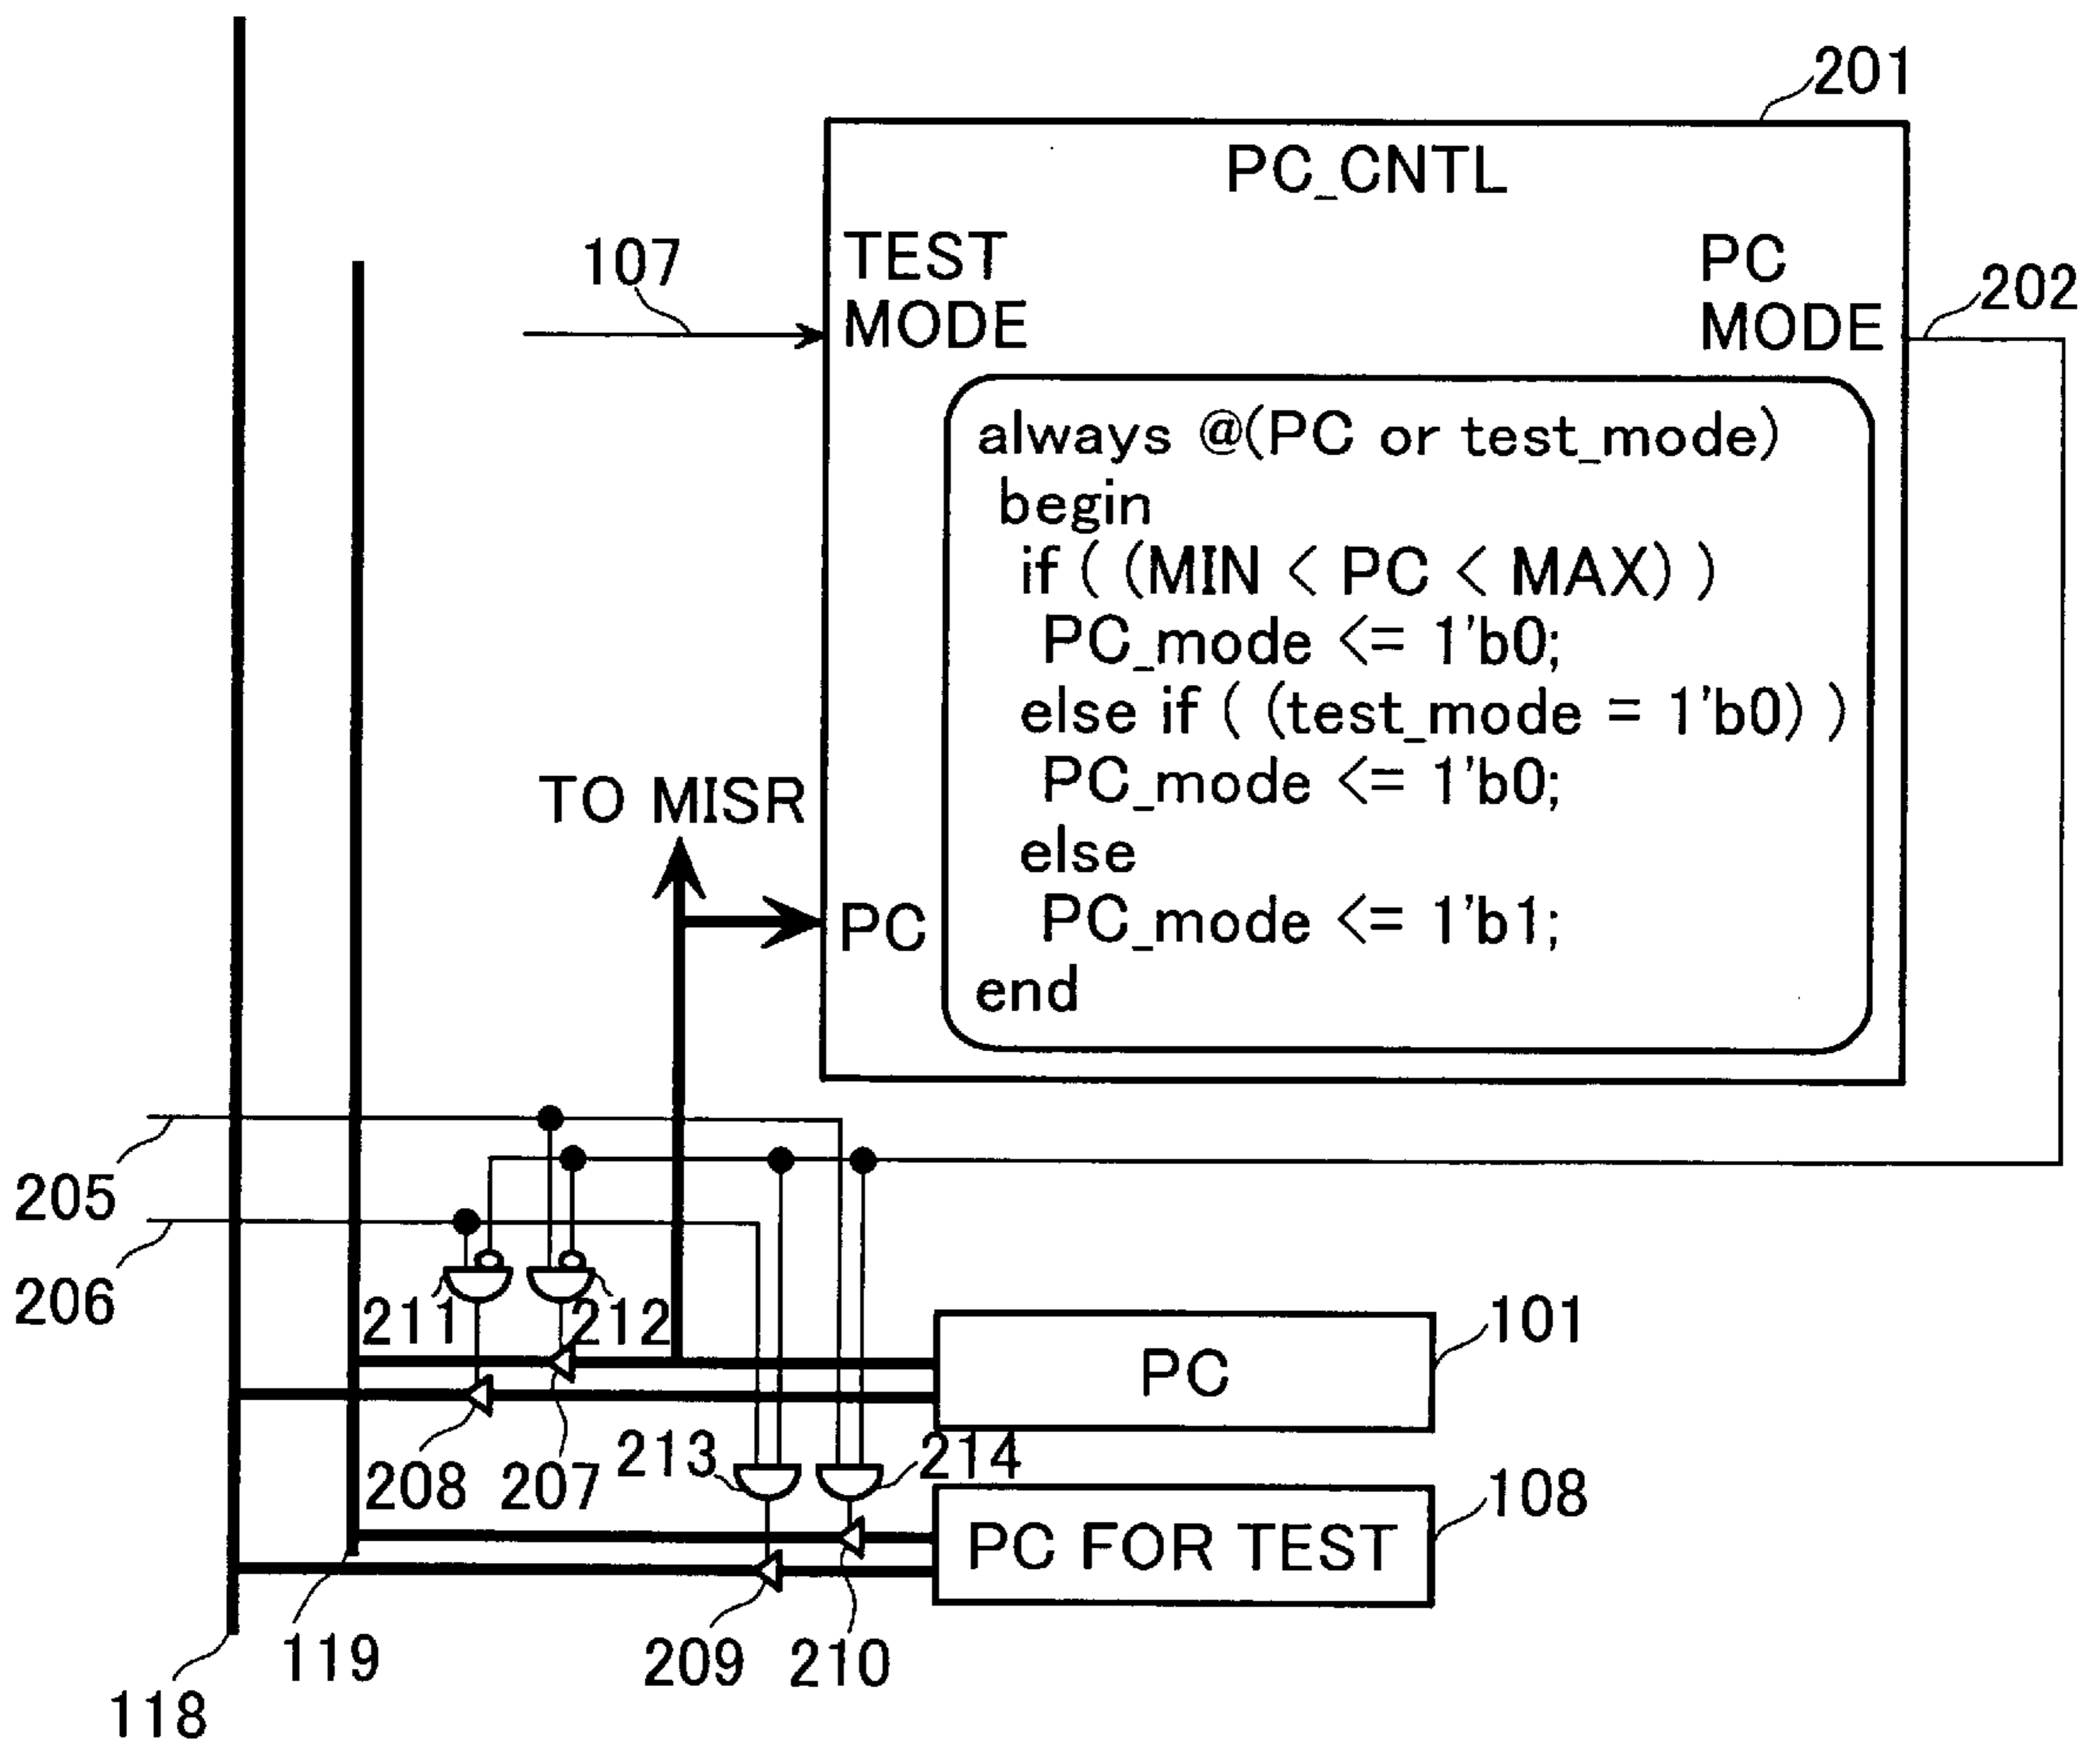 201
PC_CNTL
TEST
MODE
PC
MODE
107
202
always @(PC or test_mode)
begin
if ( (MIN < PC < MAX) )
PC_mode <= 1'b0;
else if ( (test_mode = 1'b0) )
PC_mode <= 1'b0;
else
PC_mode <= 1'b1;
end
TO MISR
PC
205
206
211
212
101
PC
208
207
213
214
108
PC FOR TEST
119
209
210
118